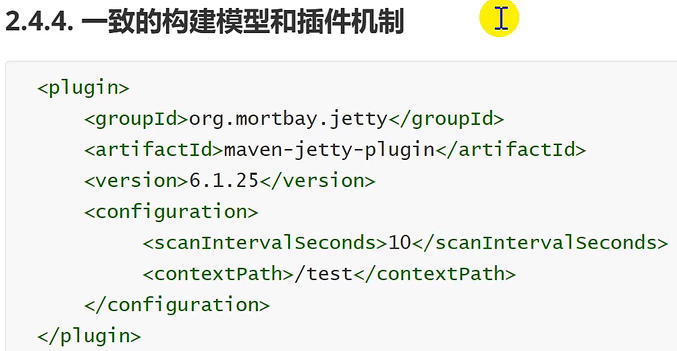 2.4.4. 一致的构建模型和插件机制
<plugin>
<groupId>org.mortbay.jetty</groupId>
<artifactId>maven-jetty-plugin</artifactId>
<version>6.1.25</version>
<configuration>
<scanIntervalSeconds>10</scanIntervalSeconds>
<contextPath>/test</contextPath>
</configuration>
</plugin>